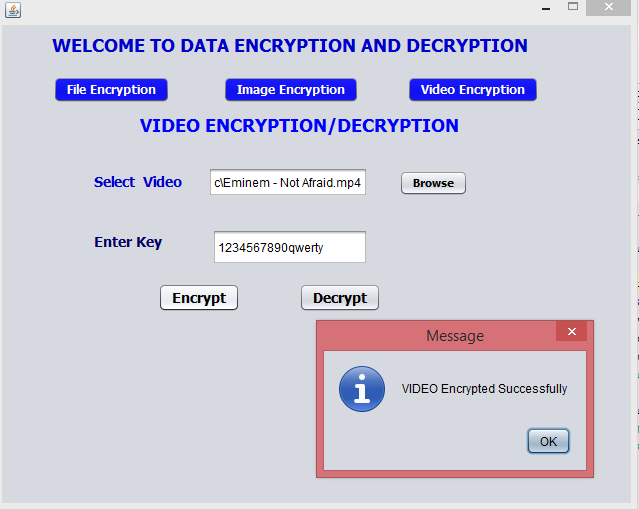 WELCOME TO DATA ENCRYPTION AND DECRYPTION
File Encryption Image Encryption Video Encryption
VIDEO ENCRYPTION/DECRYPTION
Select Video c\Eminem - Not Afraid.mp4 Browse
Enter Key 1234567890qwerty
Encrypt Decrypt
Message
VIDEO Encrypted Successfully
OK